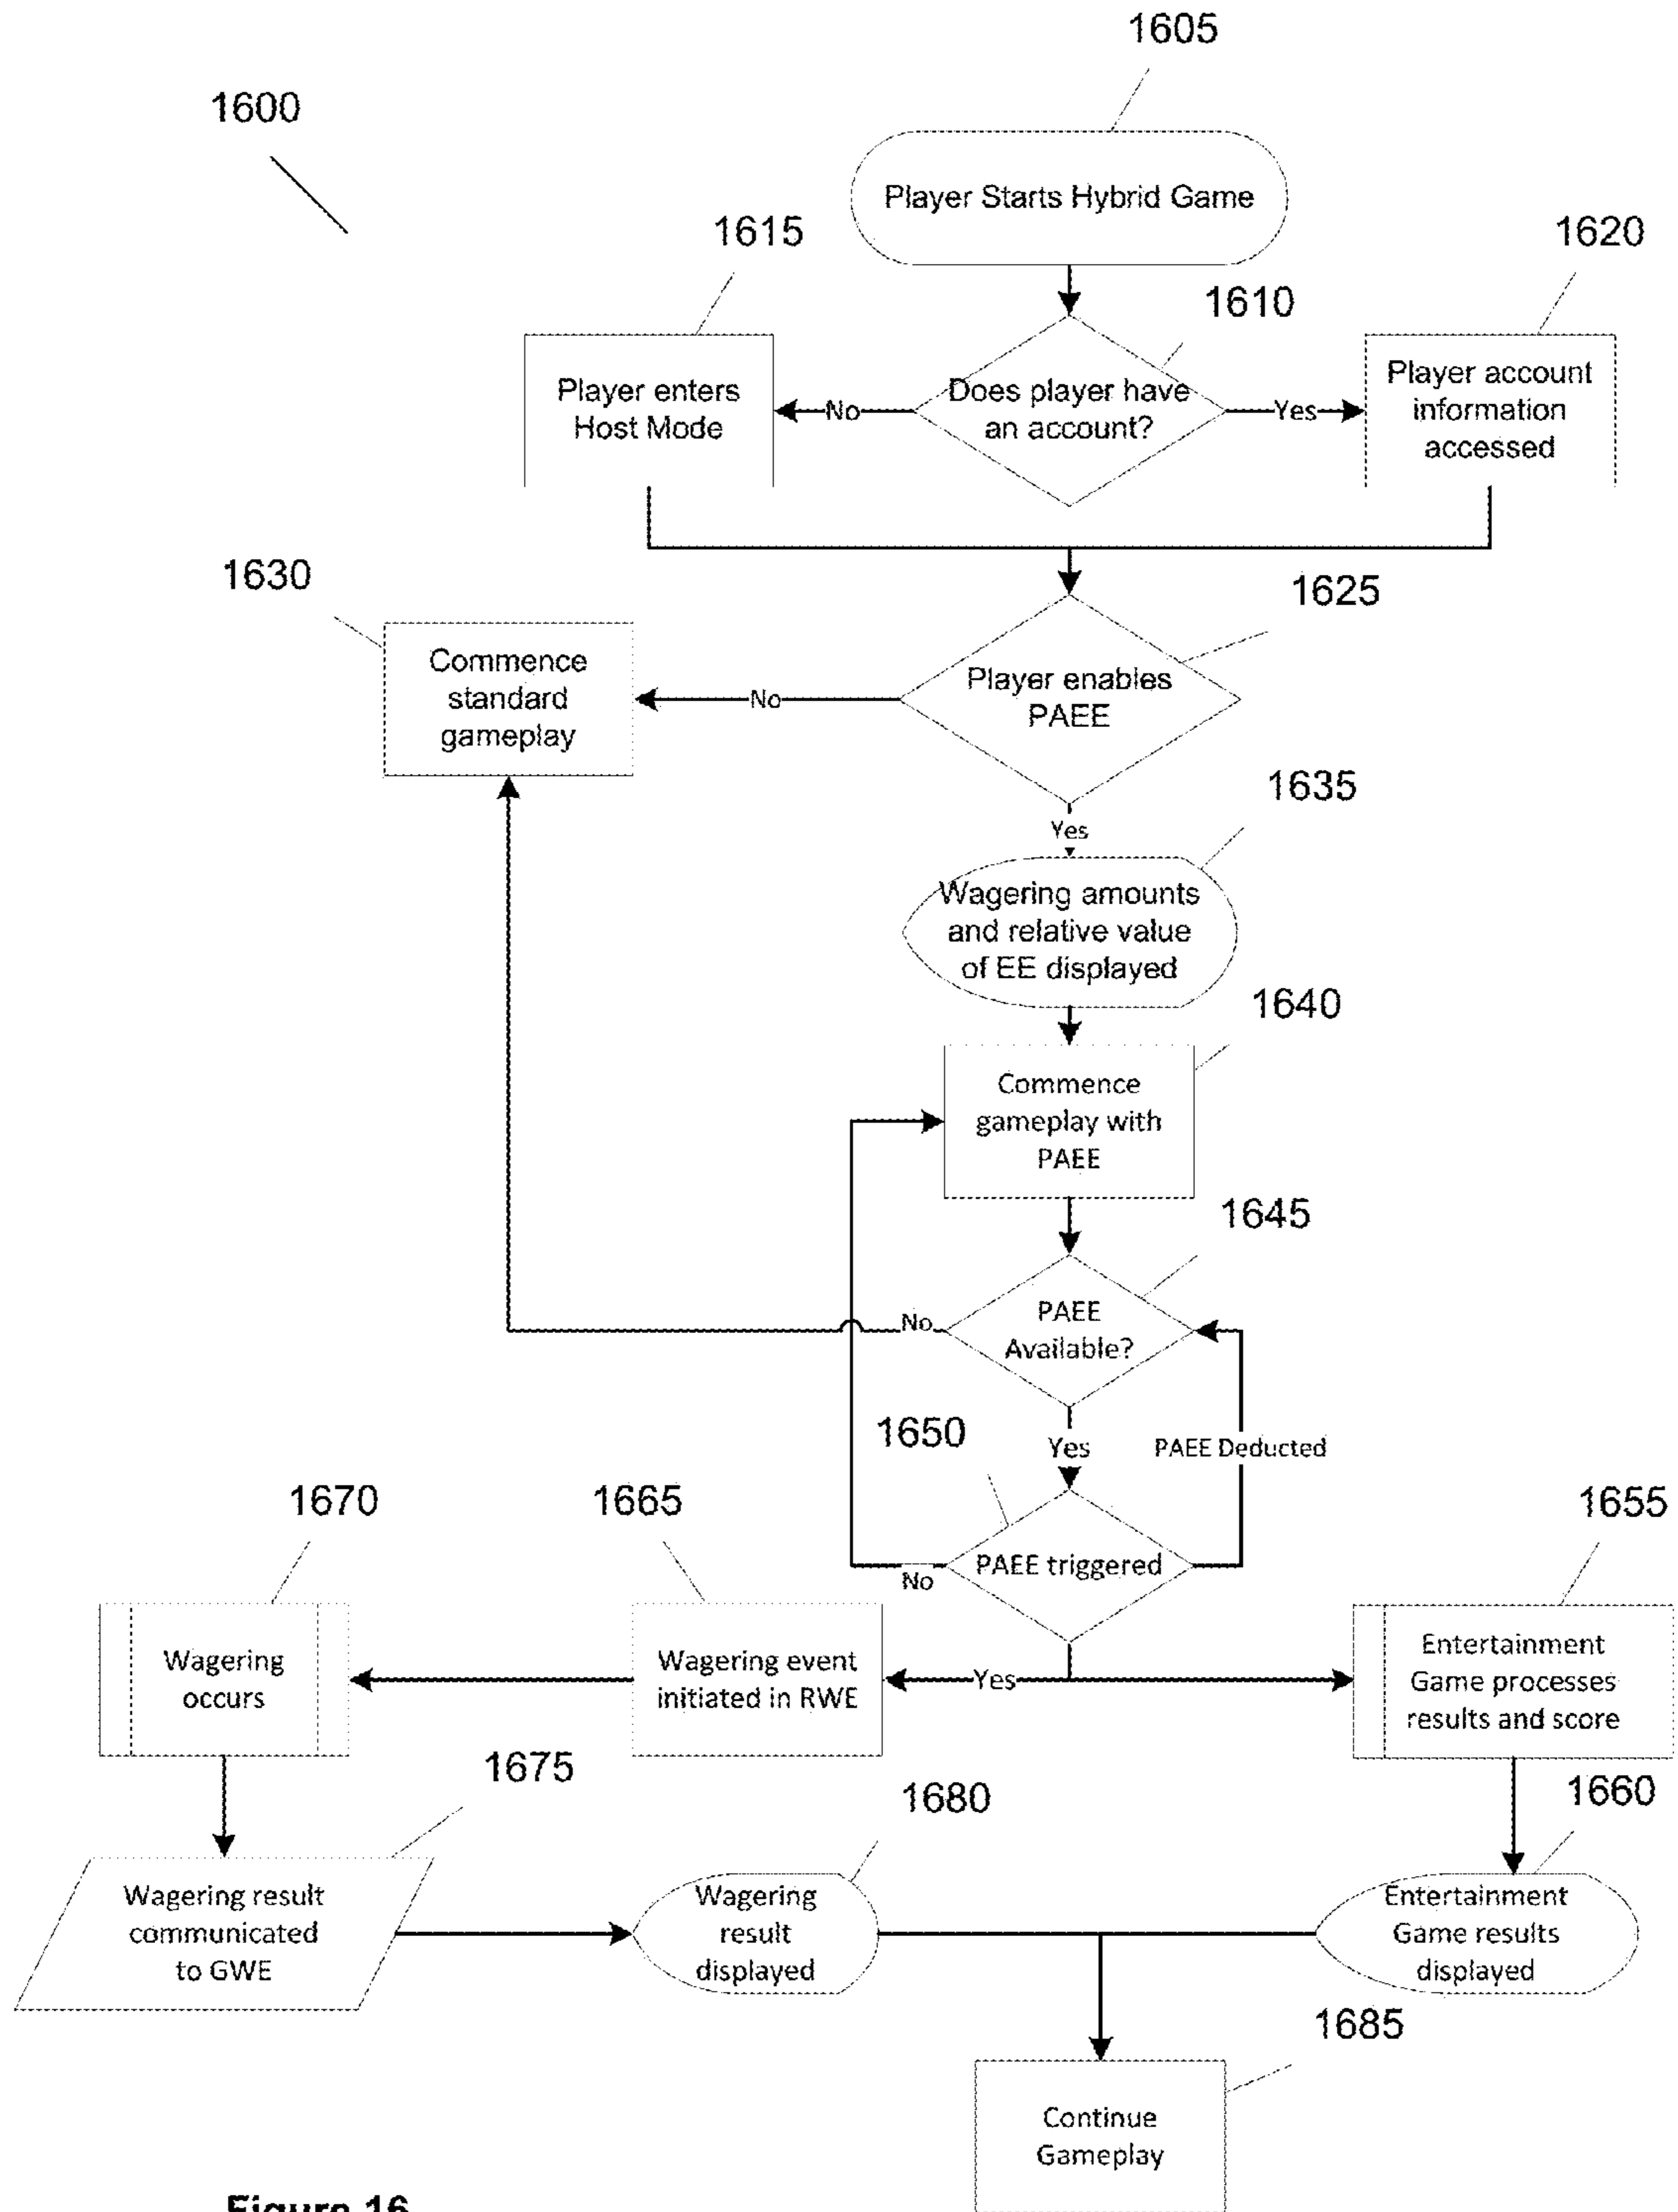 1605
1600
Player Starts Hybrid Game
1615
1620
1610
Player enters
Host Mode
No
Does player have
an account?
Yes
Player account
information
accessed
1630
1625
Commence
standard
gameplay
No
Player enables
PAEE
1635
Yes
Wagering amounts
and relative value
of EE displayed
1640
Commence
gameplay with
PAEE
1645
No
PAEE
Available?
1650
Yes
PAEE Deducted
1670
1665
1655
No
PAEE triggered
Wagering
occurs
Wagering event
initiated in RWE
Yes
Entertainment
Game processes
results and score
1675
1680
1660
Wagering result
communicated
to GWE
Wagering
result
displayed
Entertainment
Game results
displayed
1685
Continue
Gameplay
Figure 16